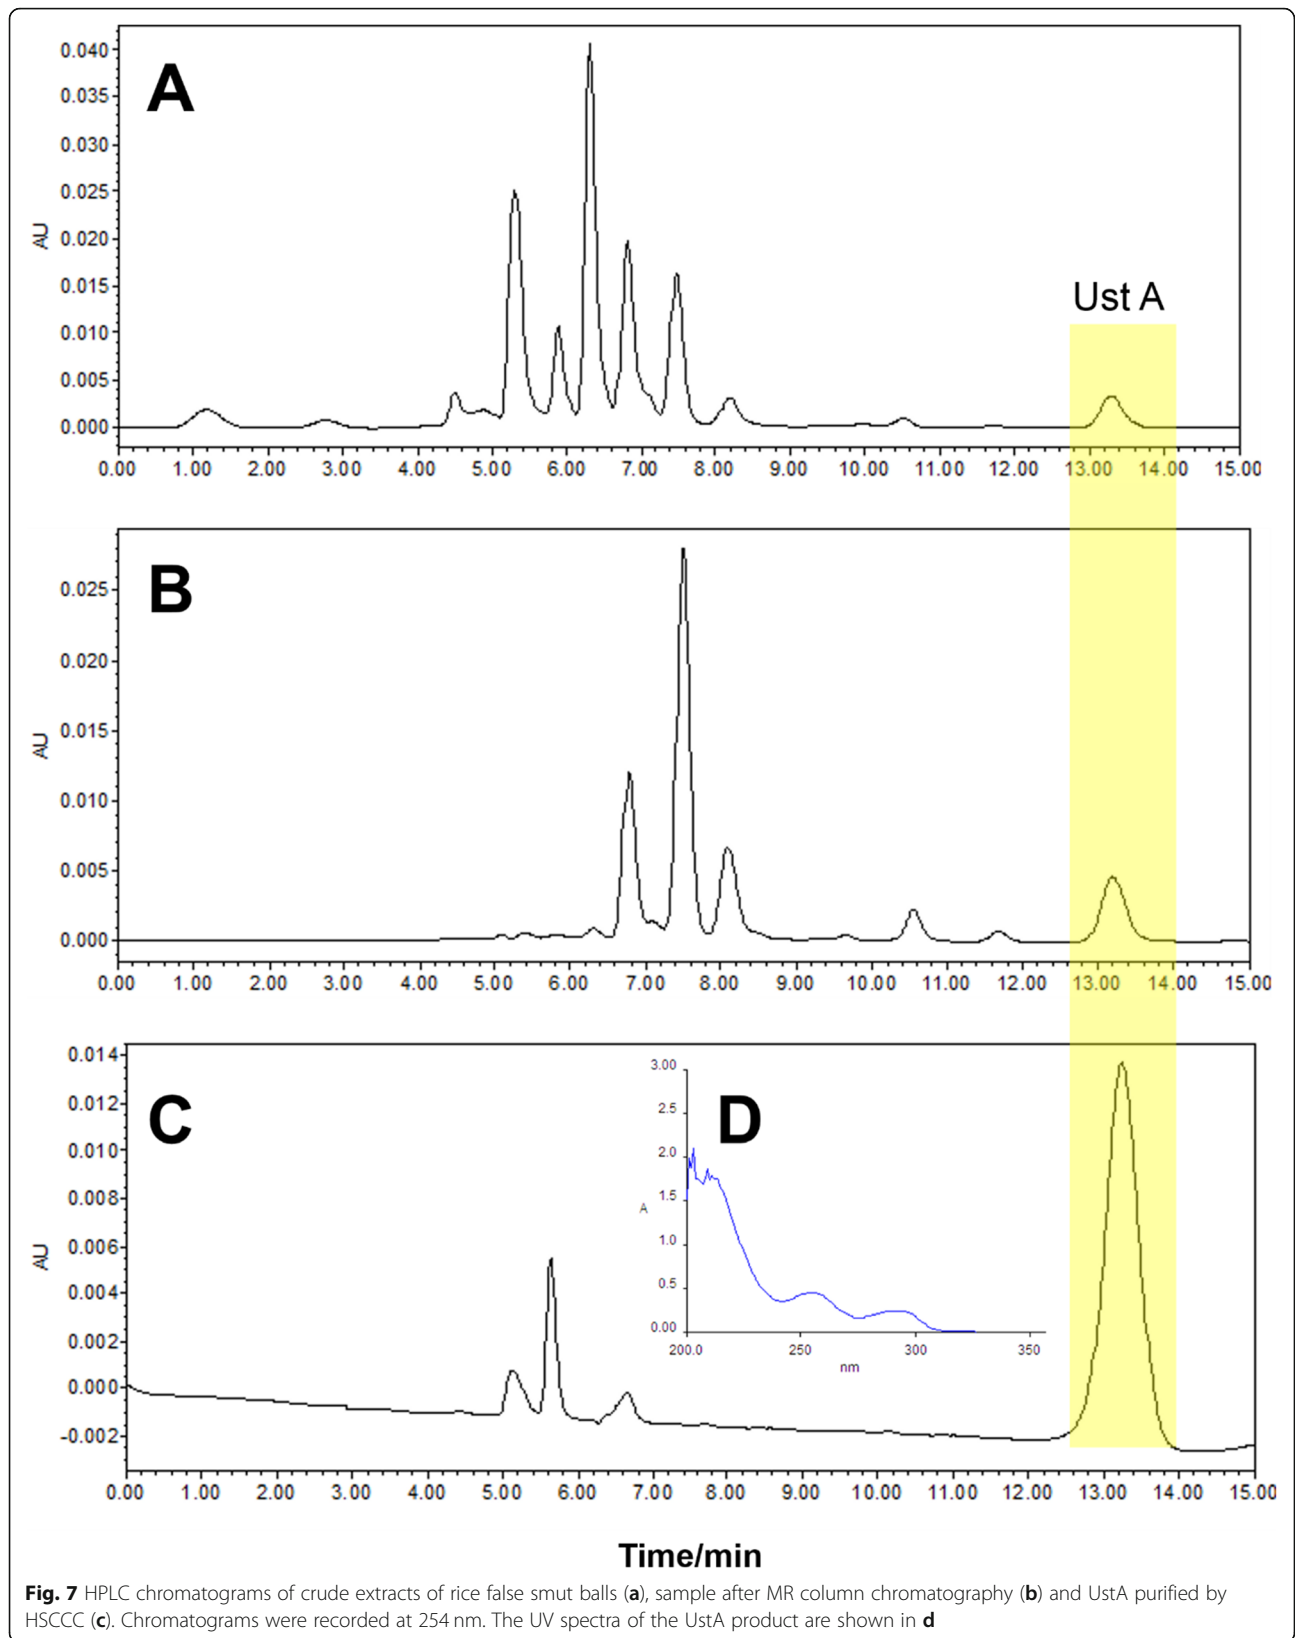 A
0.040
0.035
0.030
0.025
0.020
0.015
0.010
0.005
0.000
AU
Ust A
0.00 1.00 2.00 3.00 4.00 5.00 6.00 7.00 8.00 9.00 10.00 11.00 12.00 13.00 14.00 15.00
B
0.025
0.020
0.015
0.010
0.005
0.000
AU
0.00 1.00 2.00 3.00 4.00 5.00 6.00 7.00 8.00 9.00 10.00 11.00 12.00 13.00 14.00 15.00
C
0.014
0.012
0.010
0.008
0.006
0.004
0.002
0.000
-0.002
AU
D
3.00
2.5
2.0
1.5
1.0
0.5
0.00
A
200.0 250 300 350
nm
0.00 1.00 2.00 3.00 4.00 5.00 6.00 7.00 8.00 9.00 10.00 11.00 12.00 13.00 14.00 15.00
Time/min
Fig. 7 HPLC chromatograms of crude extracts of rice false smut balls (a), sample after MR column chromatography (b) and UstA purified by
HSCCC (c). Chromatograms were recorded at 254 nm. The UV spectra of the UstA product are shown in d